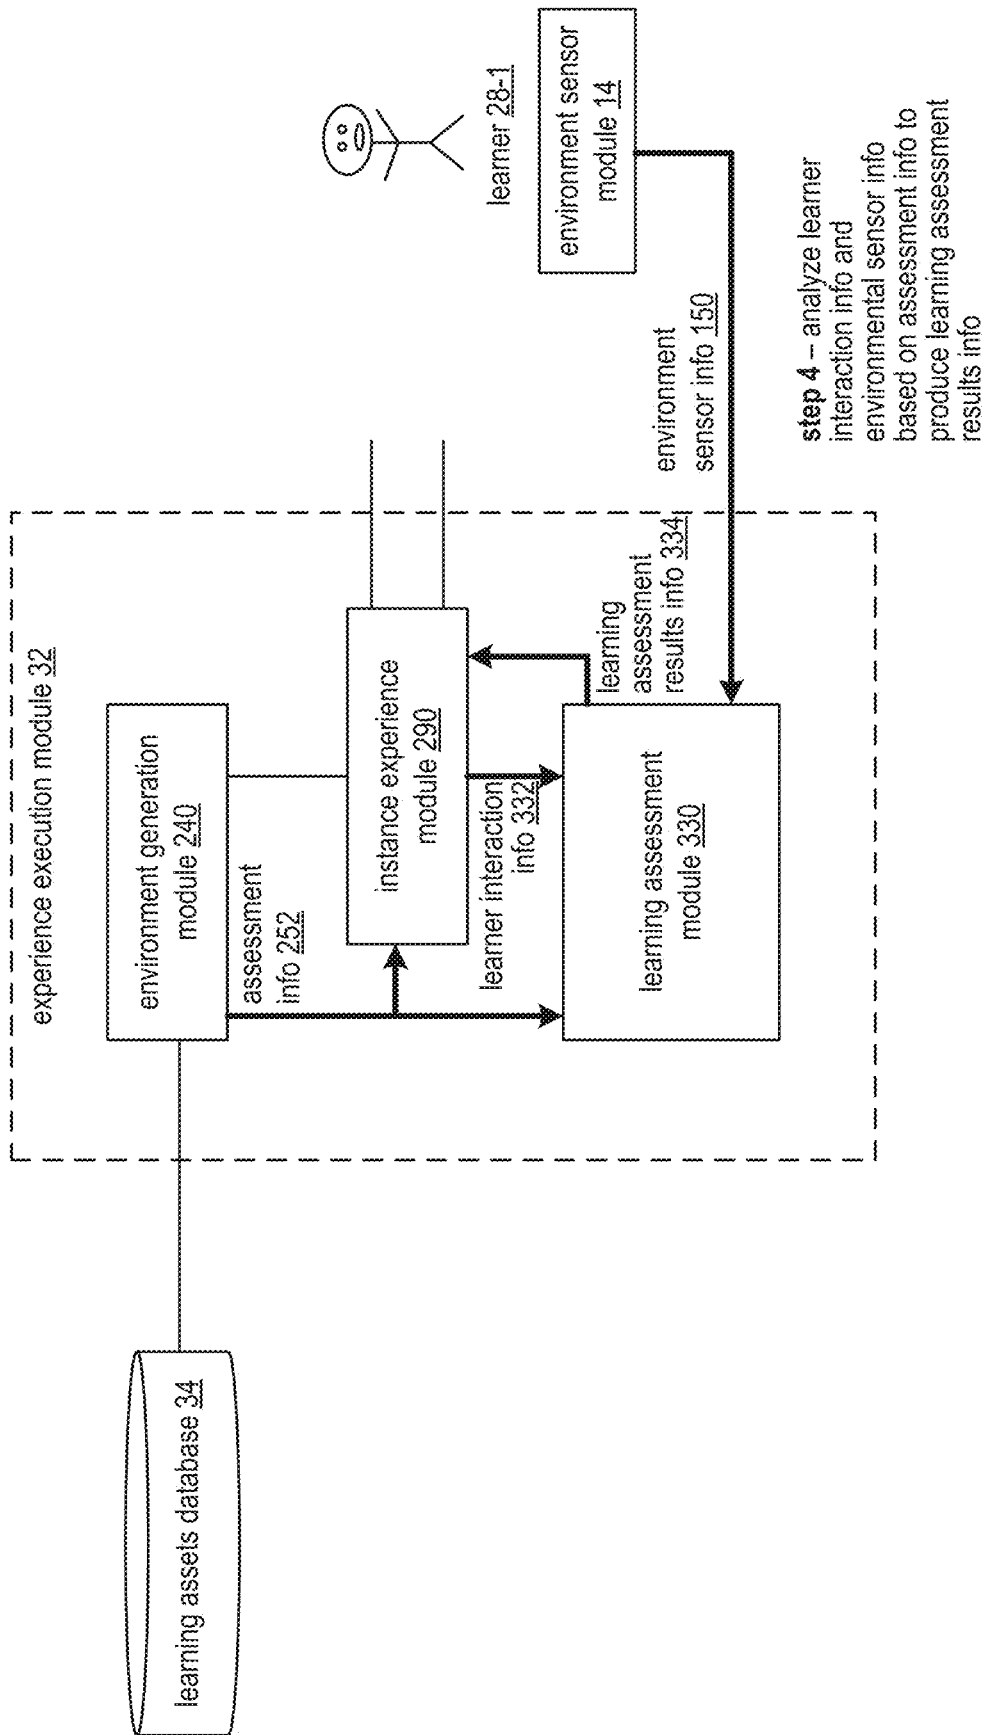 learning assets database 34
experience execution module 32
environment generation
module 240
assessment
info 252
instance experience
module 290
learner interaction
info 332
learning assessment
module 330
learning
assessment
results info 334
environment
sensor info 150
learner 28-1
environment sensor
module 14
step 4 – analyze learner
interaction info and
environmental sensor info
based on assessment info to
produce learning assessment
results info